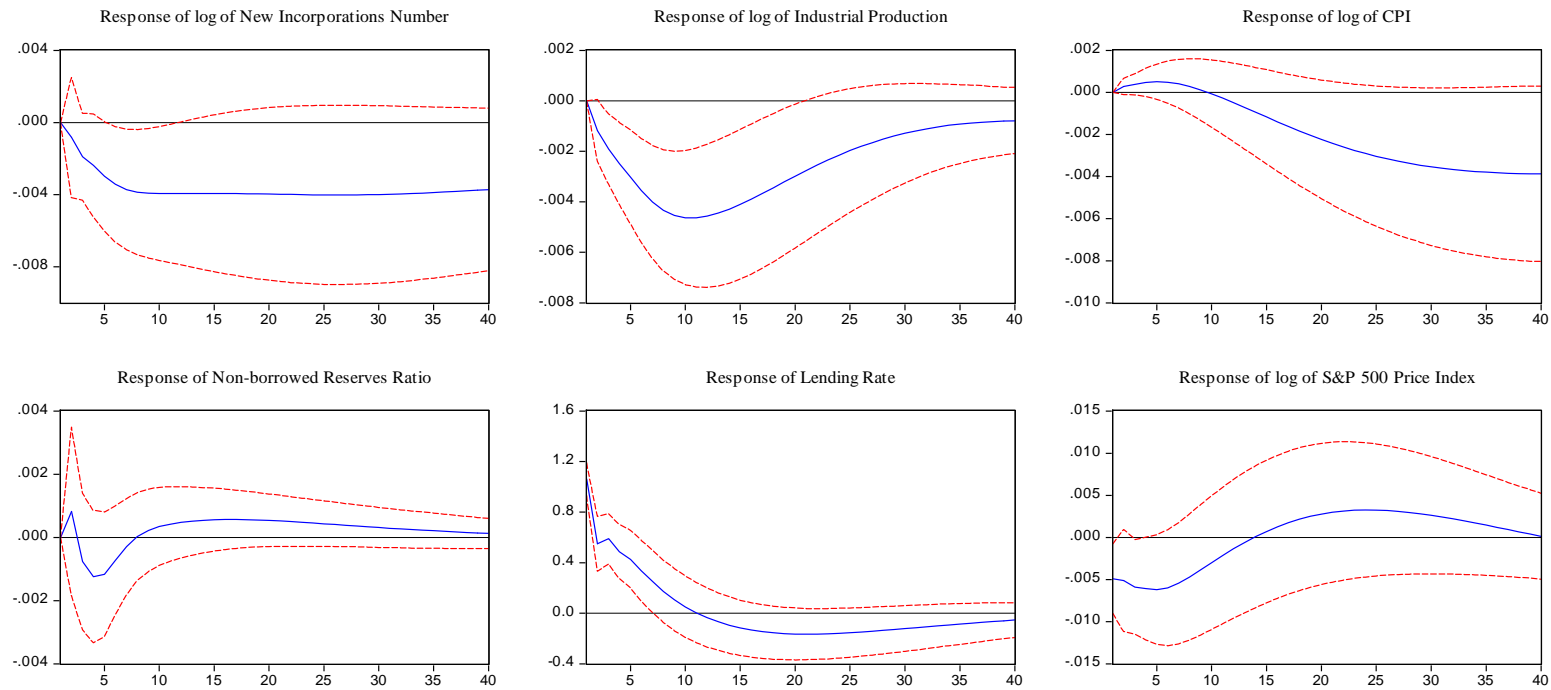 Response of log of New Incorporations Number
.004
.000
-.004
-.008
5 10 15 20 25 30 35 40
Response of log of Industrial Production
.002
.000
-.002
-.004
-.006
-.008
5 10 15 20 25 30 35 40
Response of log of CPI
.002
.000
-.002
-.004
-.006
-.008
-.010
5 10 15 20 25 30 35 40
Response of Non-borrowed Reserves Ratio
.004
.002
.000
-.002
-.004
5 10 15 20 25 30 35 40
Response of Lending Rate
1.6
1.2
0.8
0.4
0.0
-0.4
5 10 15 20 25 30 35 40
Response of log of S&P 500 Price Index
.015
.010
.005
.000
-.005
-.010
-.015
5 10 15 20 25 30 35 40